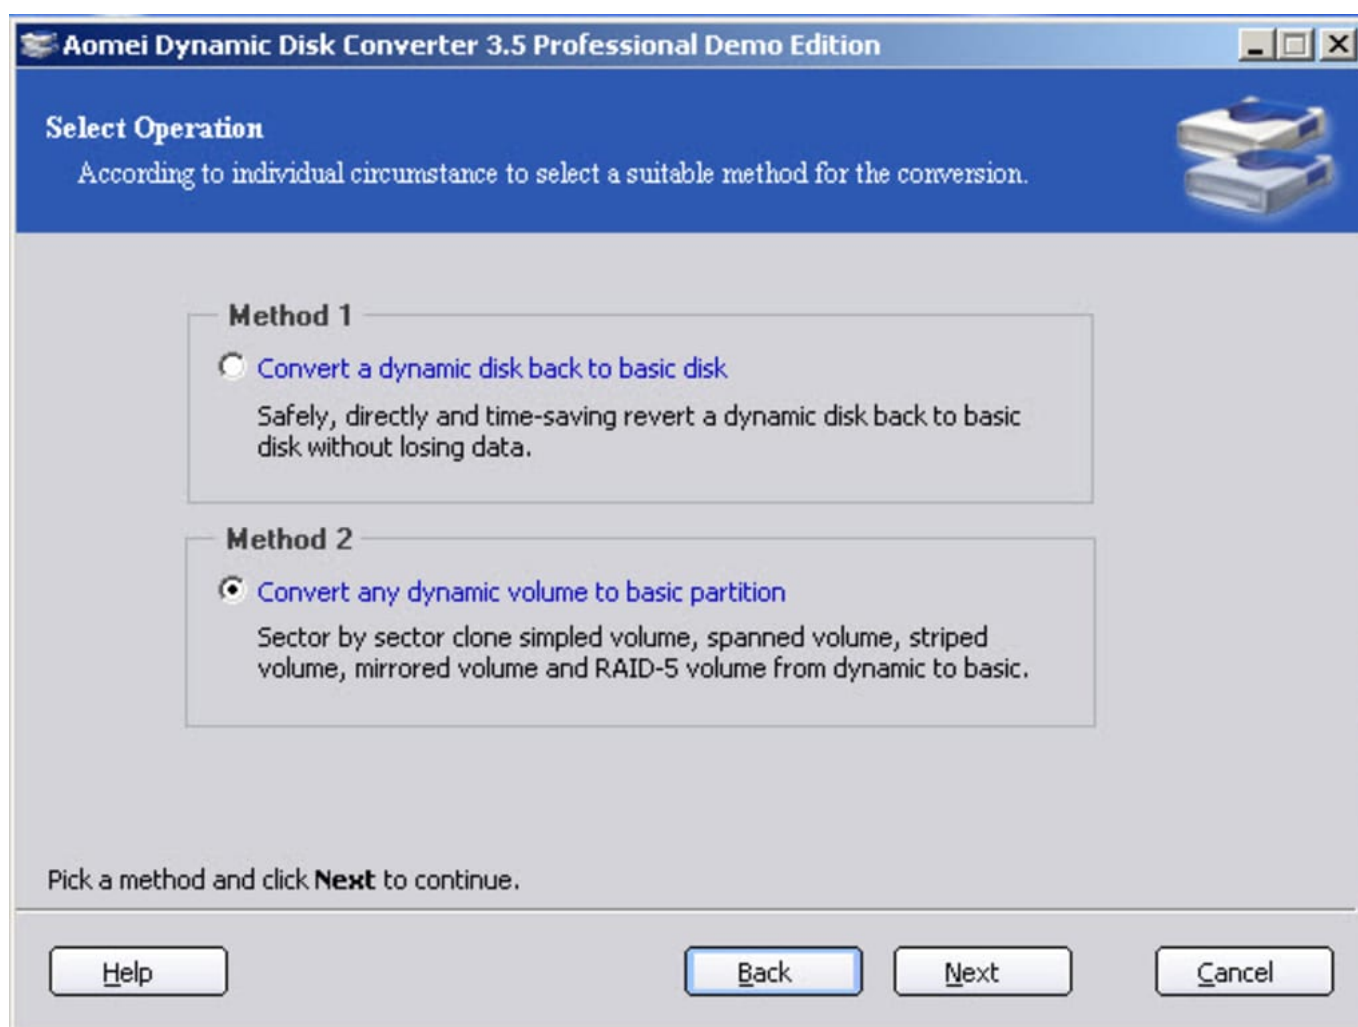 Aomei Dynamic Disk Converter 3.5 Professional Demo Edition
Select Operation
According to individual circumstance to select a suitable method for the conversion.
Method 1
Convert a dynamic disk back to basic disk
Safely, directly and time-saving revert a dynamic disk back to basic
disk without losing data.
Method 2
Convert any dynamic volume to basic partition
Sector by sector clone simpled volume, spanned volume, striped
volume, mirrored volume and RAID-5 volume from dynamic to basic.
Pick a method and click Next to continue.
Help
Back
Next
Cancel